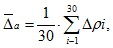 Δ̅ₐ = 1/30 · ∑_{i−1}^{30} Δρi,